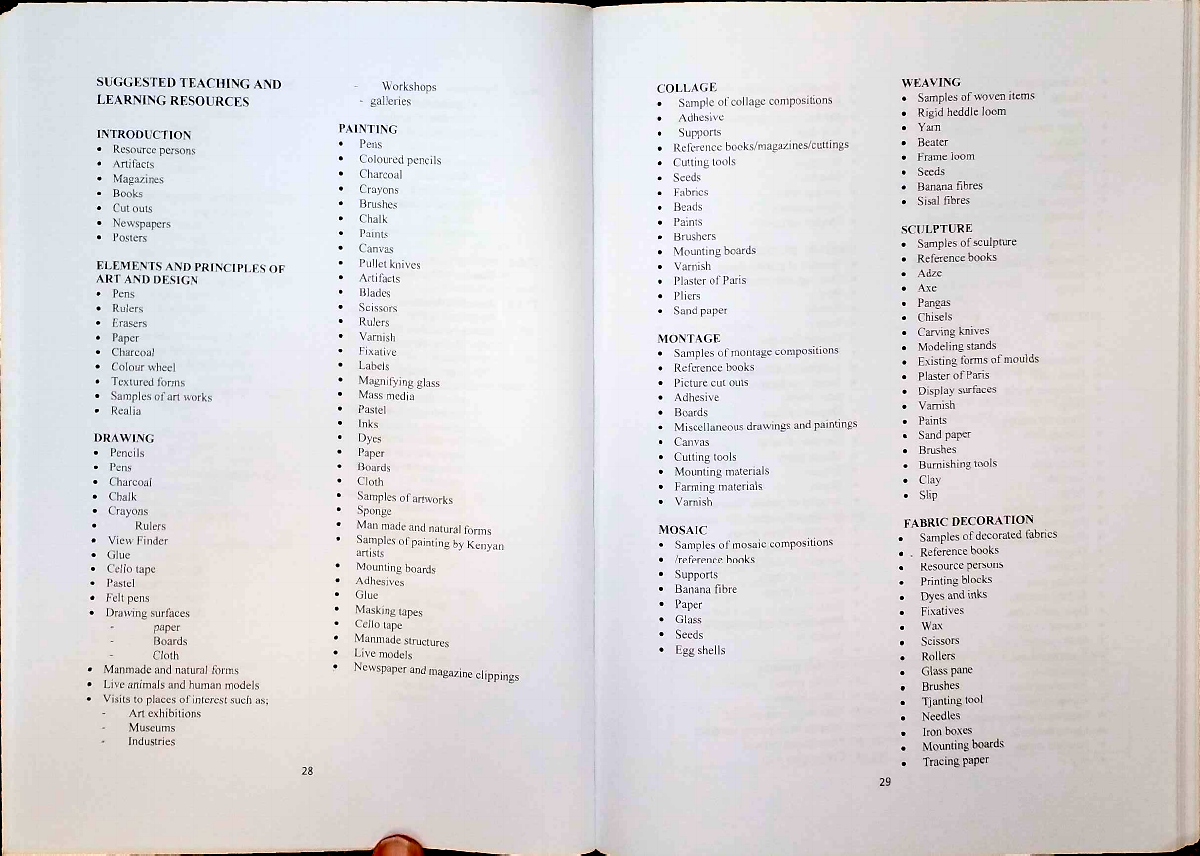 SUGGESTED TEACHING AND
LEARNING RESOURCES
INTRODUCTION
• Resource persons
• Artifacts
• Magazines
• Books
• Cut outs
• Newspapers
• Posters
ELEMENTS AND PRINCIPLES OF
ART AND DESIGN
• Pens
• Rulers
• Erasers
• Paper
• Charcoal
• Colour wheel
• Textured forms
• Samples of art works
• Realia
DRAWING
• Pencils
• Pens
• Charcoal
• Chalk
• Crayons
• Rulers
• View Finder
• Glue
• Cello tape
• Pastel
• Felt pens
• Drawing surfaces
- paper
- Boards
- Cloth
• Manmade and natural forms
• Live animals and human models
• Visits to places of interest such as;
- Art exhibitions
- Museums
- Industries
- Workshops
- galleries
PAINTING
• Pens
• Coloured pencils
• Charcoal
• Crayons
• Brushes
• Chalk
• Paints
• Canvas
• Pullet knives
• Artifacts
• Blades
• Scissors
• Rulers
• Varnish
• Fixative
• Labels
• Magnifying glass
• Mass media
• Pastel
• Inks
• Dyes
• Paper
• Boards
• Cloth
• Samples of artworks
• Sponge
• Man made and natural forms
• Samples of painting by Kenyan
artists
• Mounting boards
• Adhesives
• Glue
• Masking tapes
• Cello tape
• Manmade structures
• Live models
• Newspaper and magazine clippings
28
COLLAGE
• Sample of collage compositions
• Adhesive
• Supports
• Reference books/magazines/cuttings
• Cutting tools
• Seeds
• Fabrics
• Beads
• Paints
• Brushers
• Mounting boards
• Varnish
• Plaster of Paris
• Pliers
• Sand paper
MONTAGE
• Samples of montage compositions
• Reference books
• Picture cut outs
• Adhesive
• Boards
• Miscellaneous drawings and paintings
• Canvas
• Cutting tools
• Mounting materials
• Farming materials
• Varnish
MOSAIC
• Samples of mosaic compositions
• /reference books
• Supports
• Banana fibre
• Paper
• Glass
• Seeds
• Egg shells
WEAVING
• Samples of woven items
• Rigid heddle loom
• Yarn
• Beater
• Frame loom
• Seeds
• Banana fibres
• Sisal fibres
SCULPTURE
• Samples of sculpture
• Reference books
• Adze
• Axe
• Pangas
• Chisels
• Carving knives
• Modeling stands
• Existing forms of moulds
• Plaster of Paris
• Display surfaces
• Varnish
• Paints
• Sand paper
• Brushes
• Burnishing tools
• Clay
• Slip
FABRIC DECORATION
• Samples of decorated fabrics
• Reference books
• Resource persons
• Printing blocks
• Dyes and inks
• Fixatives
• Wax
• Scissors
• Rollers
• Glass pane
• Brushes
• Tjanting tool
• Needles
• Iron boxes
• Mounting boards
• Tracing paper
29